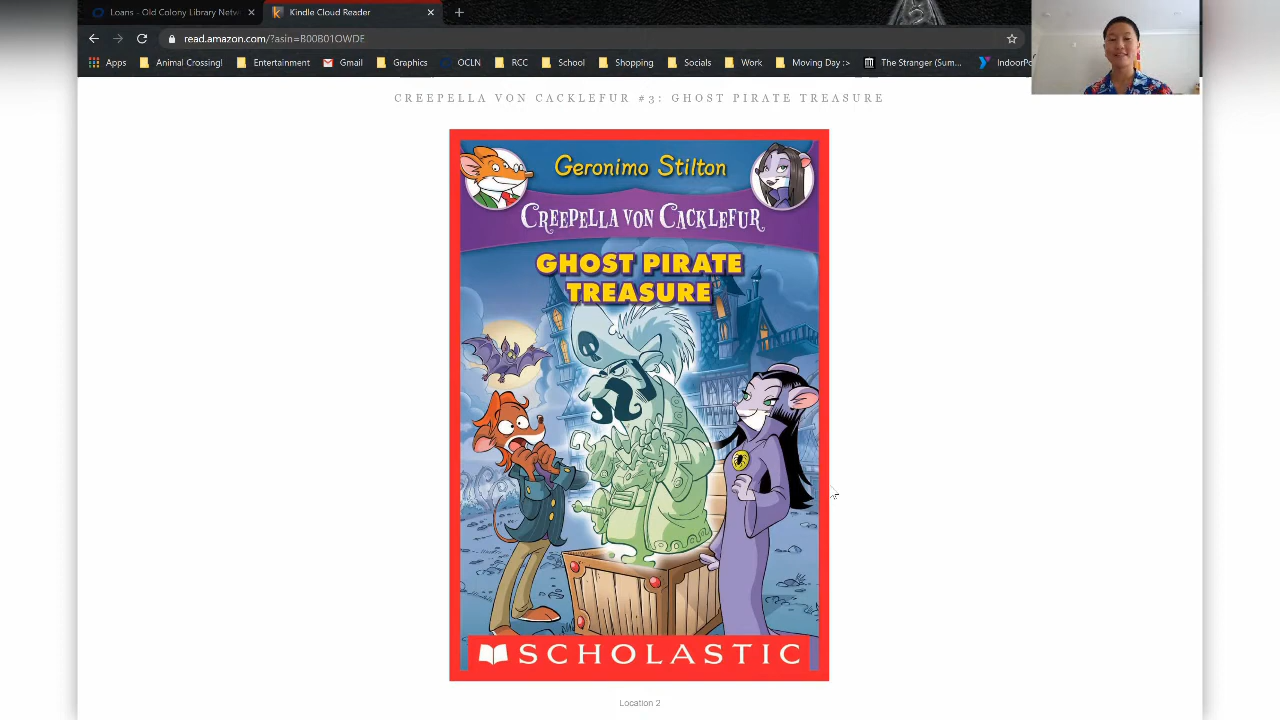 Loans - Old Colony Library Netw
Kindle Cloud Reader
read.amazon.com/?asin=B00B01OWDE
Apps Animal Crossing! Entertainment Gmail Graphics OCLN RCC School Shopping Socials Work Moving Day :> The Stranger (Sum... IndoorPo
CREEPELLA VON CACKLEFUR #3: GHOST PIRATE TREASURE
Geronimo Stilton
CREEPELLA VON CACKLEFUR
GHOST PIRATE
TREASURE
SCHOLASTIC
Location 2